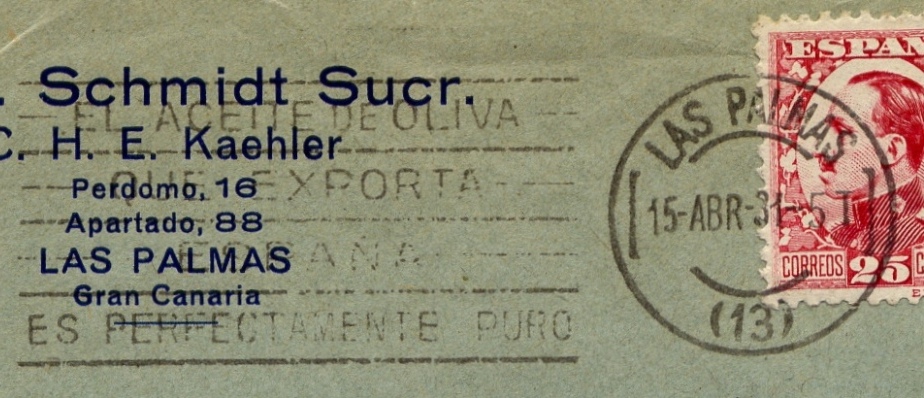 . Schmidt Sucr.
C. H. E. Kaehler
Perdomo, 16
Apartado, 88
LAS PALMAS
Gran Canaria
EL ACEITE DE OLIVA
QUE EXPORTA
ESPAÑA
ES PERFECTAMENTE PURO
LAS PALMAS
15-ABR-31-5T
(13)
ESPAN
CORREOS 25 C